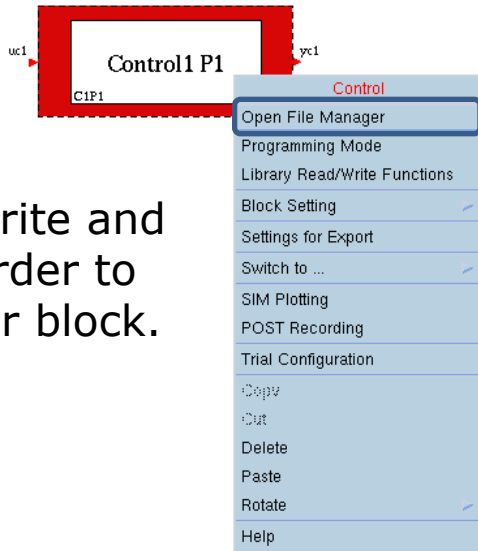 uc1
Control1 P1
yc1
C1P1
Control
Open File Manager
Programming Mode
Library Read/Write Functions
Block Setting
Settings for Export
Switch to ...
SIM Plotting
POST Recording
Trial Configuration
Copy
Cut
Delete
Paste
Rotate
Help
rite and
rder to
r block.